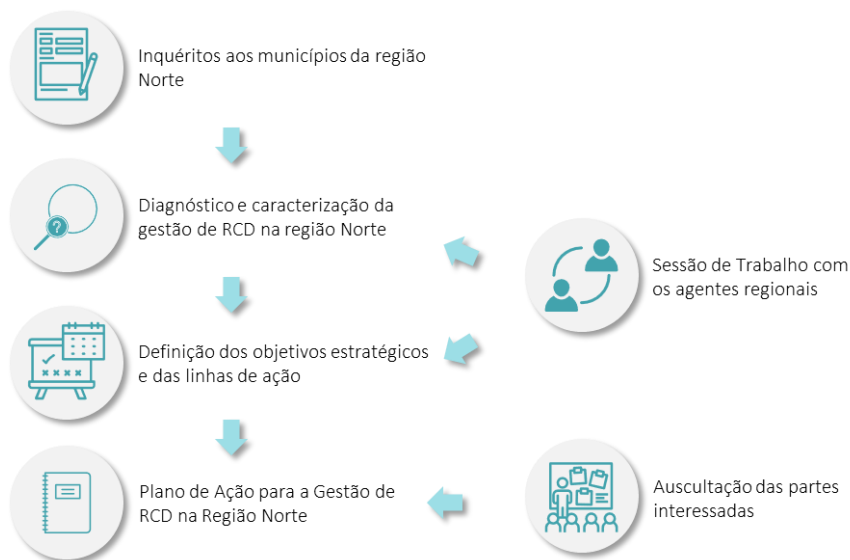 Inquéritos aos municípios da região
Norte
Diagnóstico e caracterização da
gestão de RCD na região Norte
?
Sessão de Trabalho com
os agentes regionais
Definição dos objetivos estratégicos
e das linhas de ação
Plano de Ação para a Gestão de
RCD na Região Norte
Auscultação das partes
interessadas